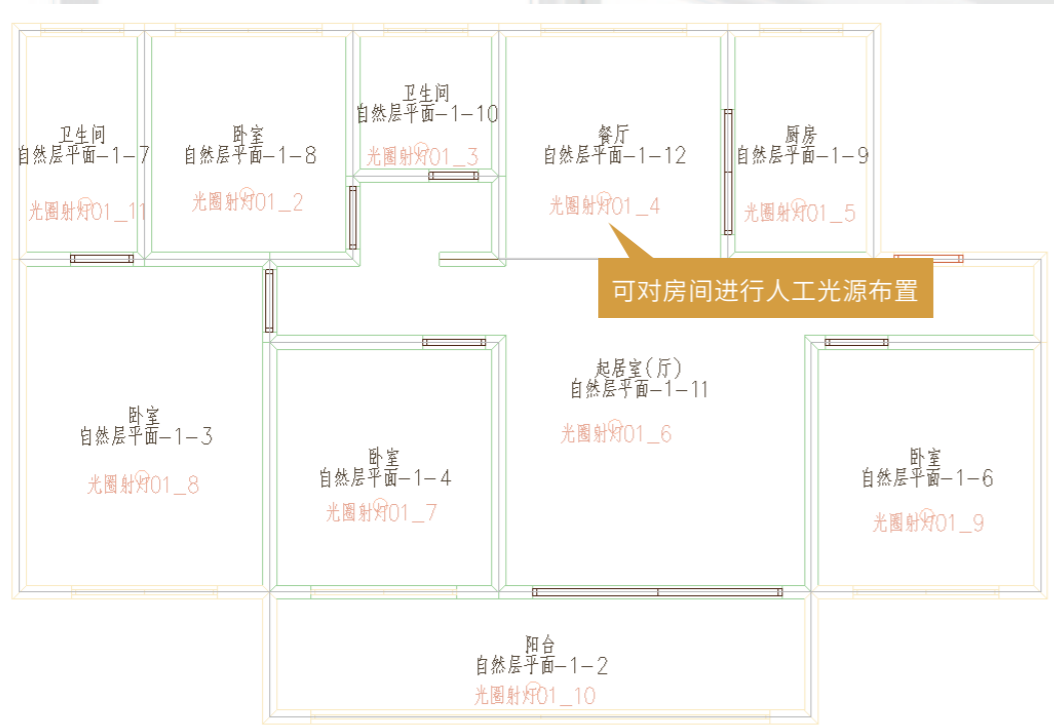 卫生间
自然层平面-1-7
光圈射灯01_11
卧室
自然层平面-1-8
光圈射灯01_2
卫生间
自然层平面-1-10
光圈射灯01_3
餐厅
自然层平面-1-12
光圈射灯01_4
厨房
自然层平面-1-9
光圈射灯01_5
可对房间进行人工光源布置
卧室
自然层平面-1-3
光圈射灯01_8
卧室
自然层平面-1-4
光圈射灯01_7
起居室(厅)
自然层平面-1-11
光圈射灯01_6
卧室
自然层平面-1-6
光圈射灯01_9
阳台
自然层平面-1-2
光圈射灯01_10